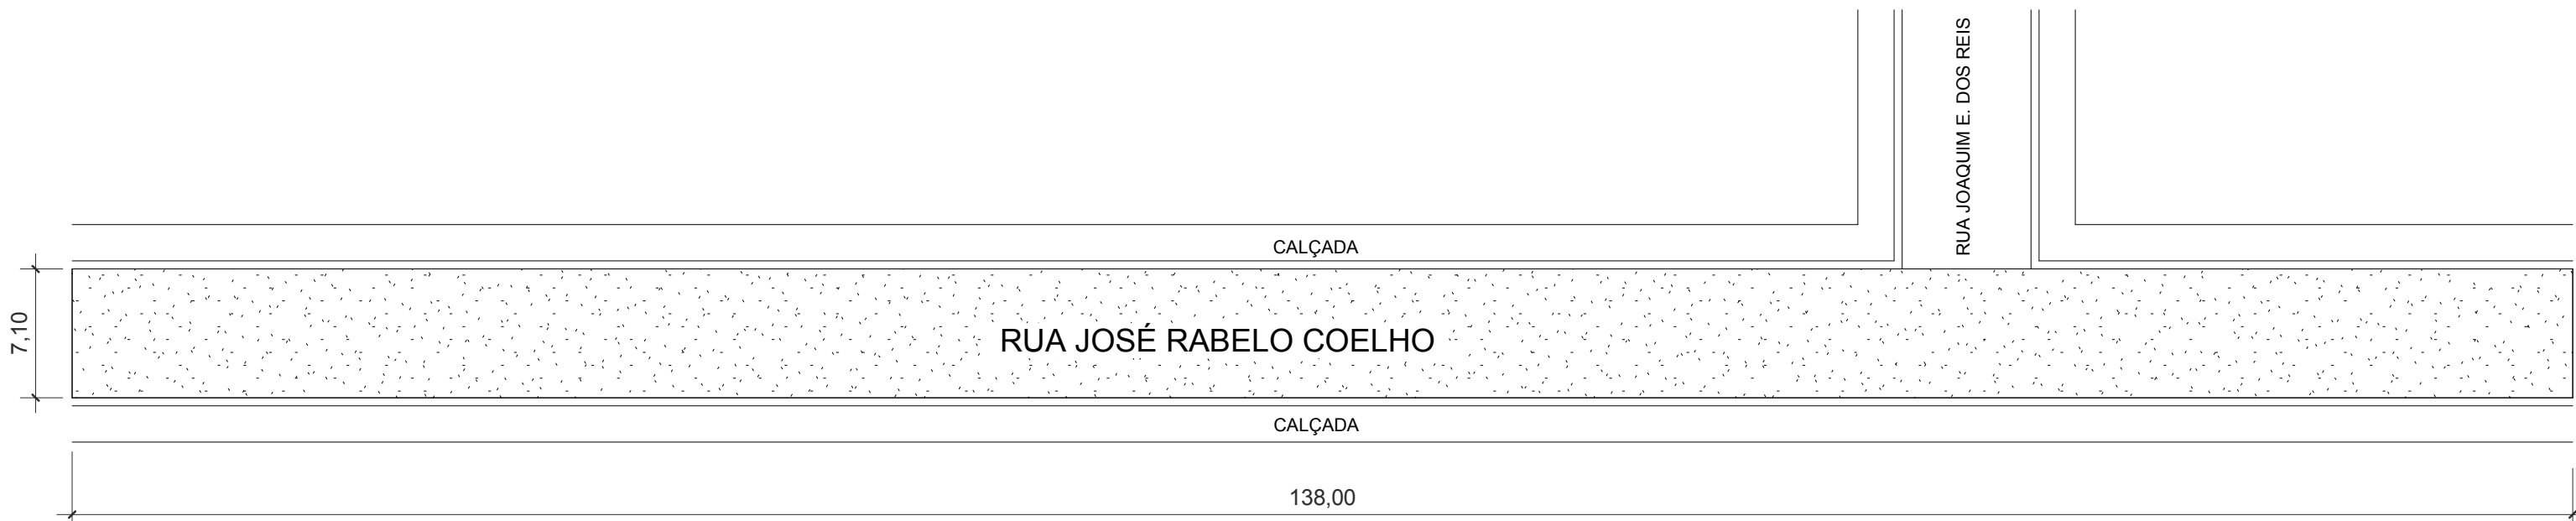 RUA JOAQUIM E. DOS REIS
CALÇADA
7,10
RUA JOSÉ RABELO COELHO
CALÇADA
138,00